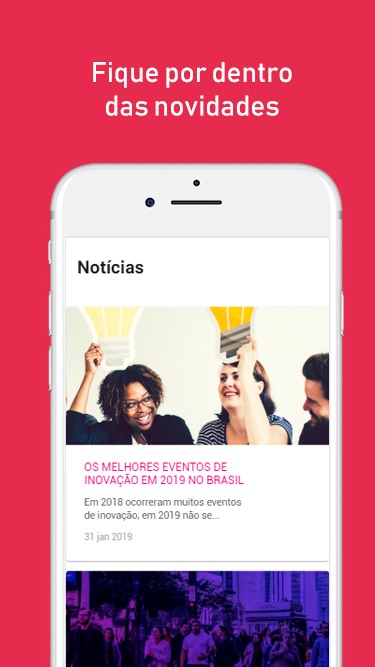 Fique por dentro
das novidades
Notícias
OS MELHORES EVENTOS DE
INOVAÇÃO EM 2019 NO BRASIL
Em 2018 ocorreram muitos eventos
de inovação, em 2019 não se...
31 jan 2019